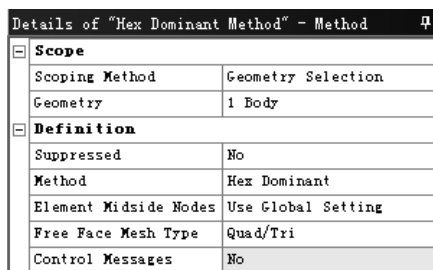 Details of "Hex Dominant Method" - Method
Scope
Scoping Method Geometry Selection
Geometry 1 Body
Definition
Suppressed No
Method Hex Dominant
Element Midside Nodes Use Global Setting
Free Face Mesh Type Quad/Tri
Control Messages No